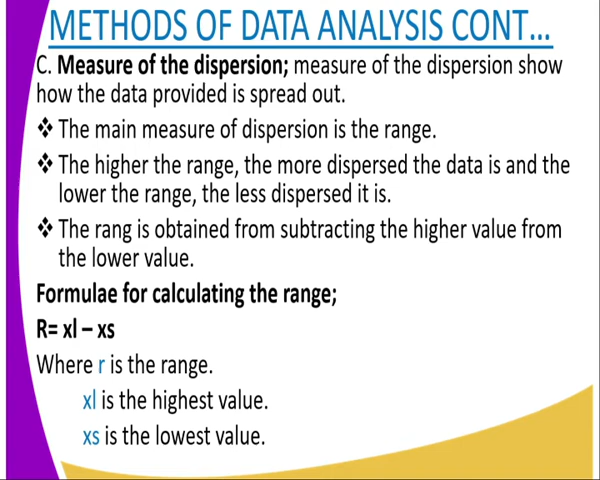 METHODS OF DATA ANALYSIS CONT...
C. Measure of the dispersion; measure of the dispersion show
how the data provided is spread out.
❖ The main measure of dispersion is the range.
❖ The higher the range, the more dispersed the data is and the
lower the range, the less dispersed it is.
❖ The rang is obtained from subtracting the higher value from
the lower value.
Formulae for calculating the range;
R= xl – xs
Where r is the range.
xl is the highest value.
xs is the lowest value.